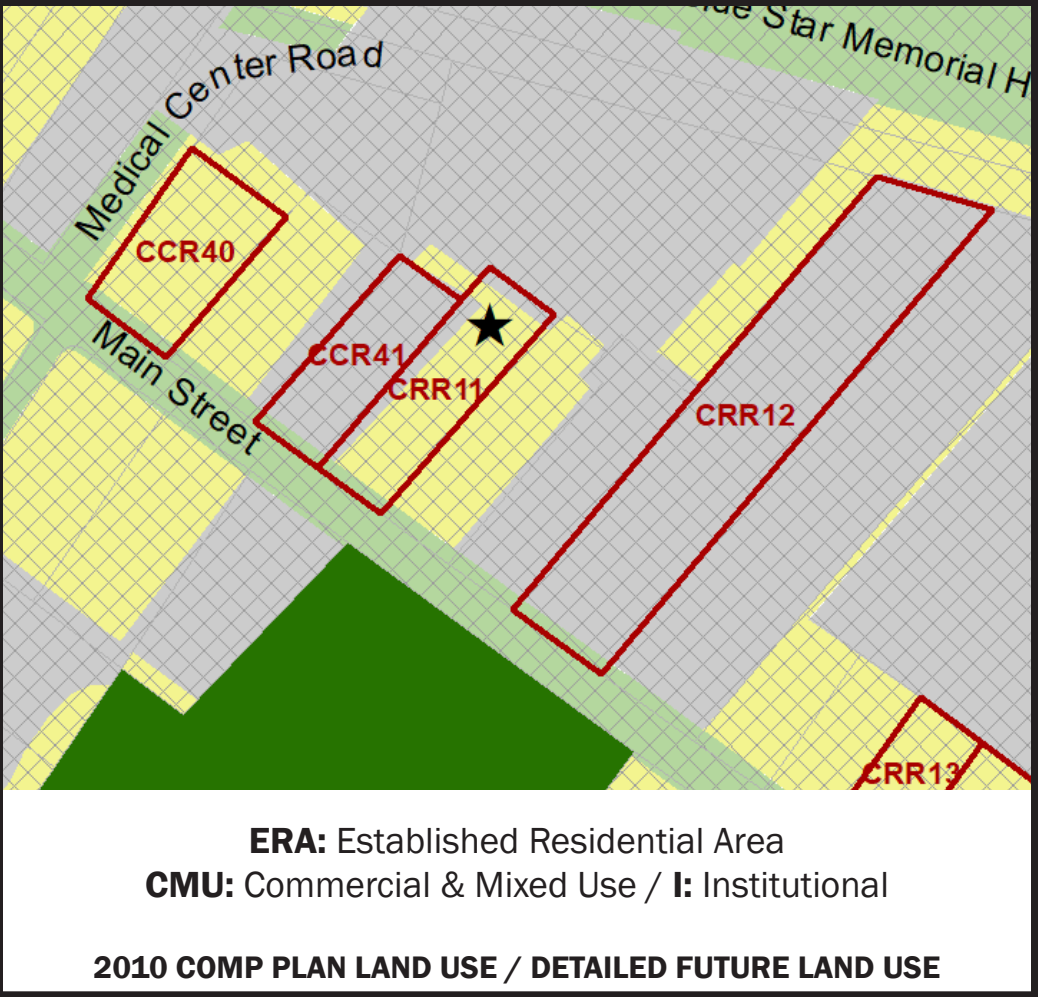 Star Memorial H
Medical Center Road
CCR40
Main Street
CCR41
CRR11
CRR12
CRR13
ERA: Established Residential Area
CMU: Commercial & Mixed Use / I: Institutional
2010 COMP PLAN LAND USE / DETAILED FUTURE LAND USE